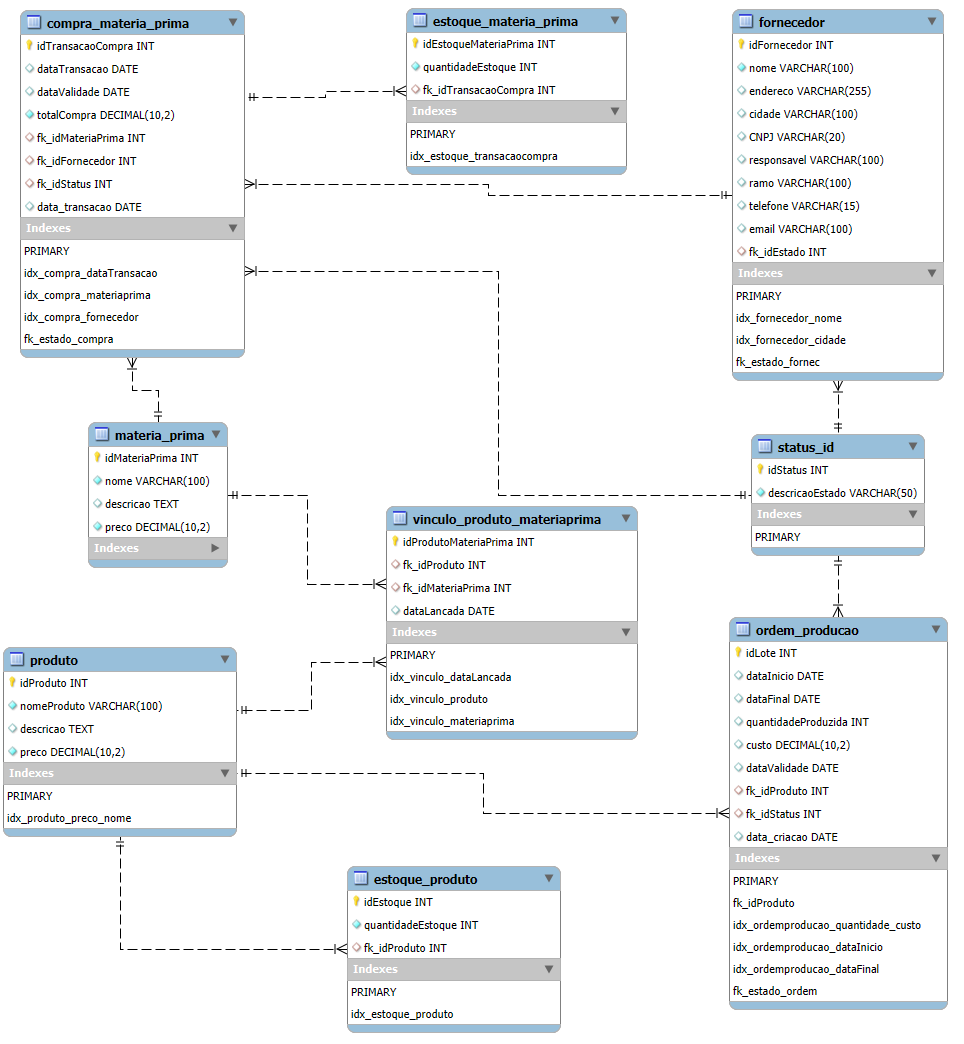 compra_materia_prima
idTransacaoCompra INT
dataTransacao DATE
dataValidade DATE
totalCompra DECIMAL(10,2)
fk_idMateriaPrima INT
fk_idFornecedor INT
fk_idStatus INT
data_transacao DATE
Indexes
PRIMARY
idx_compra_dataTransacao
idx_compra_materiaprima
idx_compra_fornecedor
fk_estado_compra
estoque_materia_prima
idEstoqueMateriaPrima INT
quantidadeEstoque INT
fk_idTransacaoCompra INT
Indexes
PRIMARY
idx_estoque_transacaocompra
fornecedor
idFornecedor INT
nome VARCHAR(100)
endereco VARCHAR(255)
cidade VARCHAR(100)
CNPJ VARCHAR(20)
responsavel VARCHAR(100)
ramo VARCHAR(100)
telefone VARCHAR(15)
email VARCHAR(100)
fk_idEstado INT
Indexes
PRIMARY
idx_fornecedor_nome
idx_fornecedor_cidade
fk_estado_fornec
materia_prima
idMateriaPrima INT
nome VARCHAR(100)
descricao TEXT
preco DECIMAL(10,2)
Indexes
status_id
idStatus INT
descricaoEstado VARCHAR(50)
Indexes
PRIMARY
vinculo_produto_materiaprima
idProdutoMateriaPrima INT
fk_idProduto INT
fk_idMateriaPrima INT
dataLancada DATE
Indexes
PRIMARY
idx_vinculo_dataLancada
idx_vinculo_produto
idx_vinculo_materiaprima
produto
idProduto INT
nomeProduto VARCHAR(100)
descricao TEXT
preco DECIMAL(10,2)
Indexes
PRIMARY
idx_produto_preco_nome
ordem_producao
idLote INT
dataInicio DATE
dataFinal DATE
quantidadeProduzida INT
custo DECIMAL(10,2)
dataValidade DATE
fk_idProduto INT
fk_idStatus INT
data_criacao DATE
Indexes
PRIMARY
fk_idProduto
idx_ordemproducao_quantidade_custo
idx_ordemproducao_dataInicio
idx_ordemproducao_dataFinal
fk_estado_ordem
estoque_produto
idEstoque INT
quantidadeEstoque INT
fk_idProduto INT
Indexes
PRIMARY
idx_estoque_produto